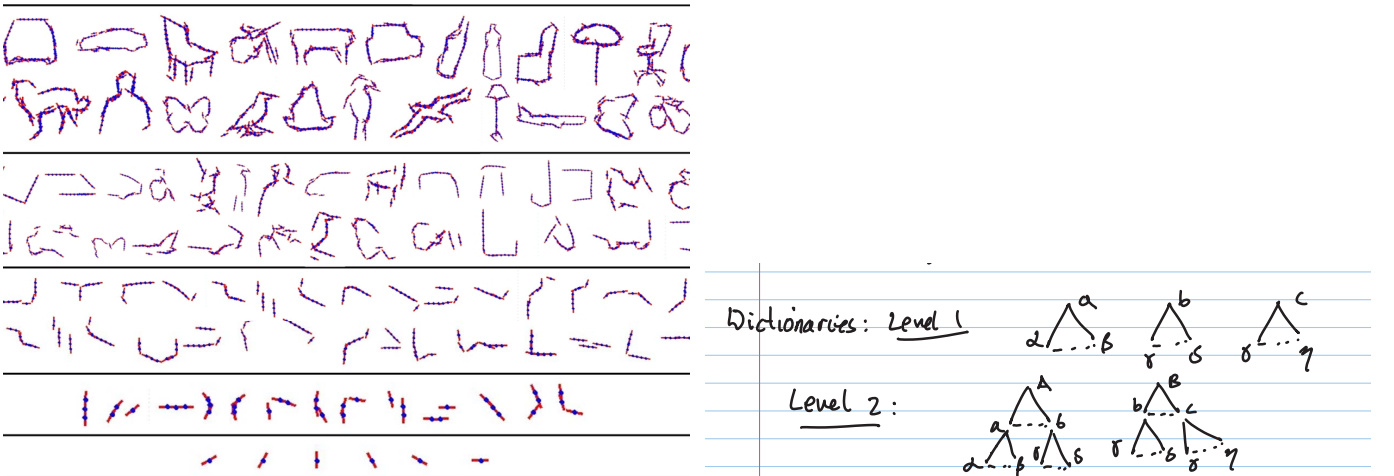 Dictionaries: Level 1
a b c
α β γ δ γ η
Level 2:
A B
a b b c
α β γ δ γ δ γ η